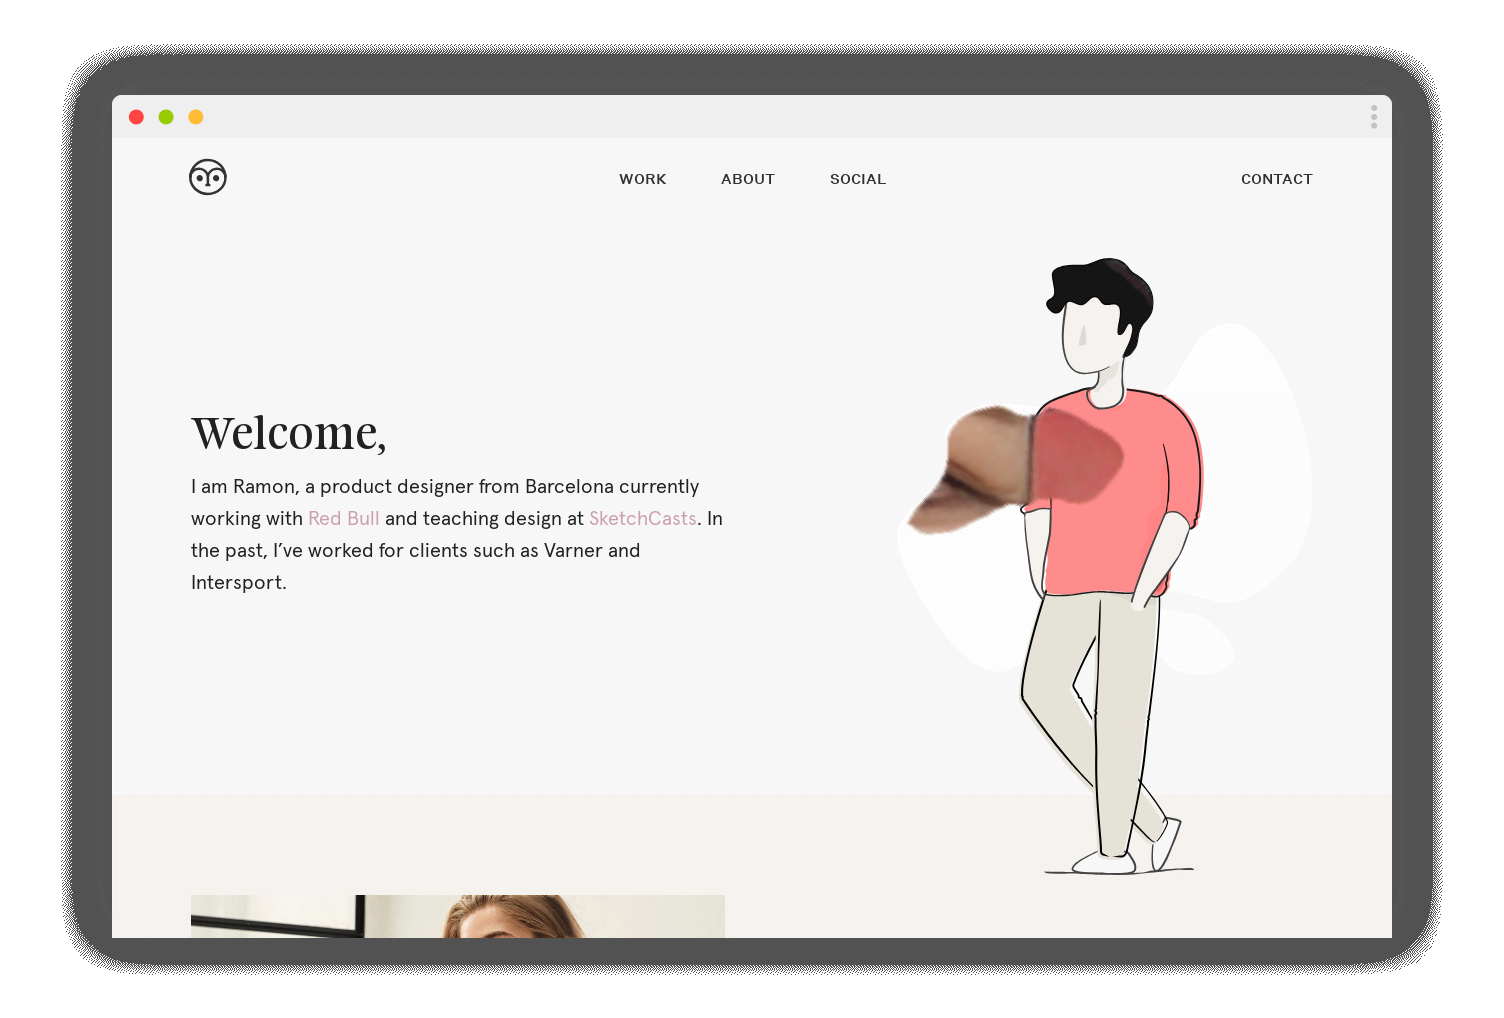 WORK ABOUT SOCIAL CONTACT
Welcome,
I am Ramon, a product designer from Barcelona currently
working with Red Bull and teaching design at SketchCasts. In
the past, I’ve worked for clients such as Varner and
Intersport.